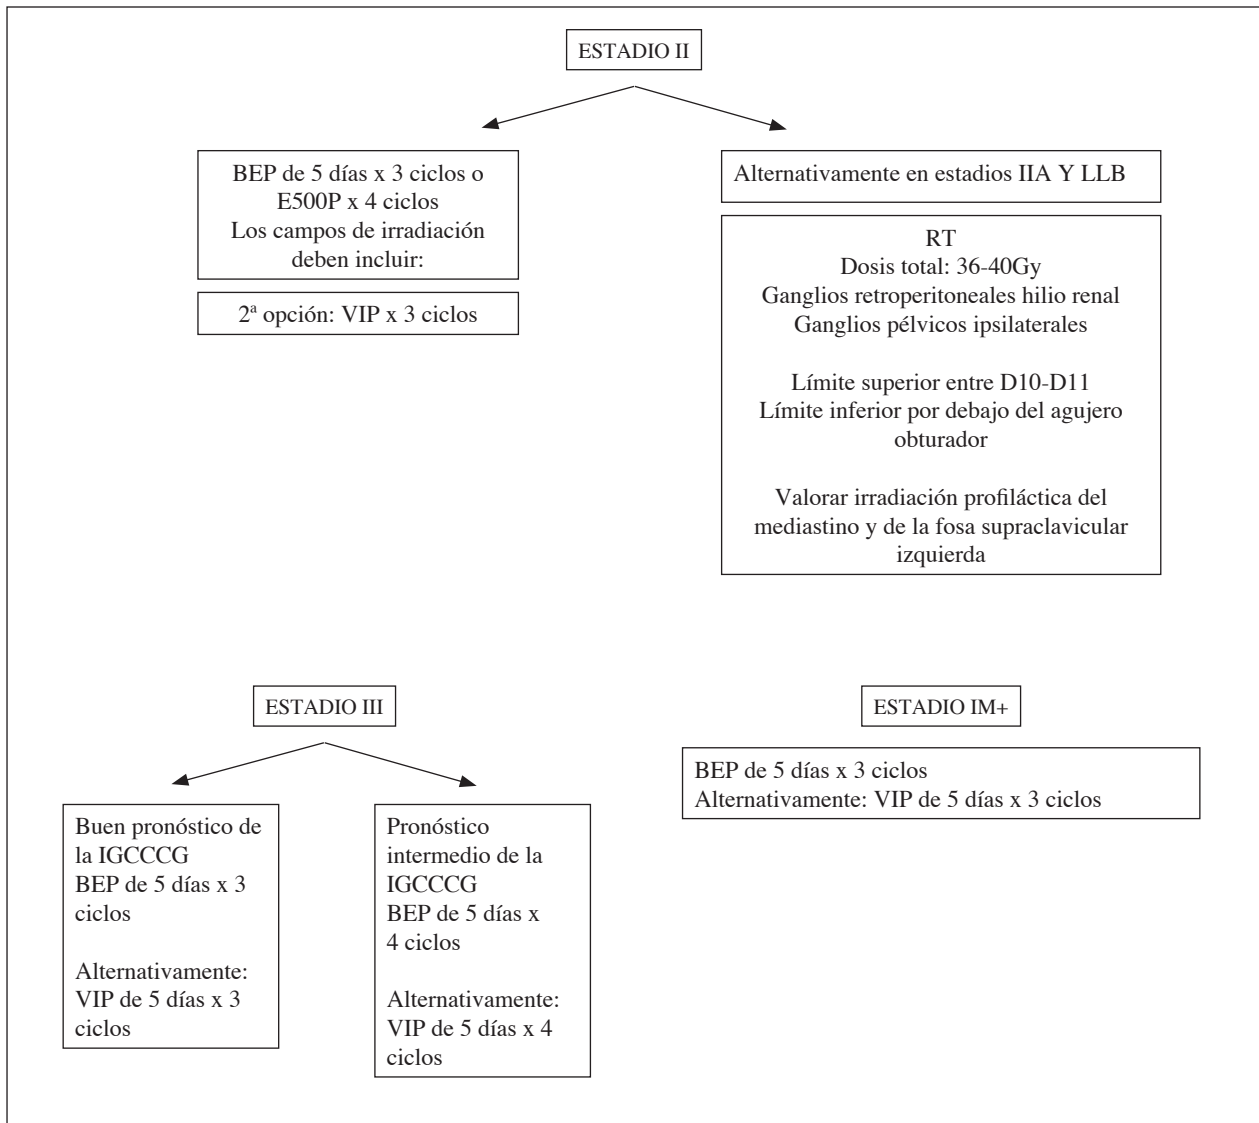 ESTADIO II
BEP de 5 días x 3 ciclos o
E500P x 4 ciclos
Los campos de irradiación
deben incluir:
2ª opción: VIP x 3 ciclos
Alternativamente en estadios IIA Y LLB
RT
Dosis total: 36-40Gy
Ganglios retroperitoneales hilio renal
Ganglios pélvicos ipsilaterales
Límite superior entre D10-D11
Límite inferior por debajo del agujero
obturador
Valorar irradiación profiláctica del
mediastino y de la fosa supraclavicular
izquierda
ESTADIO III
Buen pronóstico de
la IGCCCG
BEP de 5 días x 3
ciclos
Alternativamente:
VIP de 5 días x 3
ciclos
Pronóstico
intermedio de la
IGCCCG
BEP de 5 días x
4 ciclos
Alternativamente:
VIP de 5 días x 4
ciclos
ESTADIO IM+
BEP de 5 días x 3 ciclos
Alternativamente: VIP de 5 días x 3 ciclos